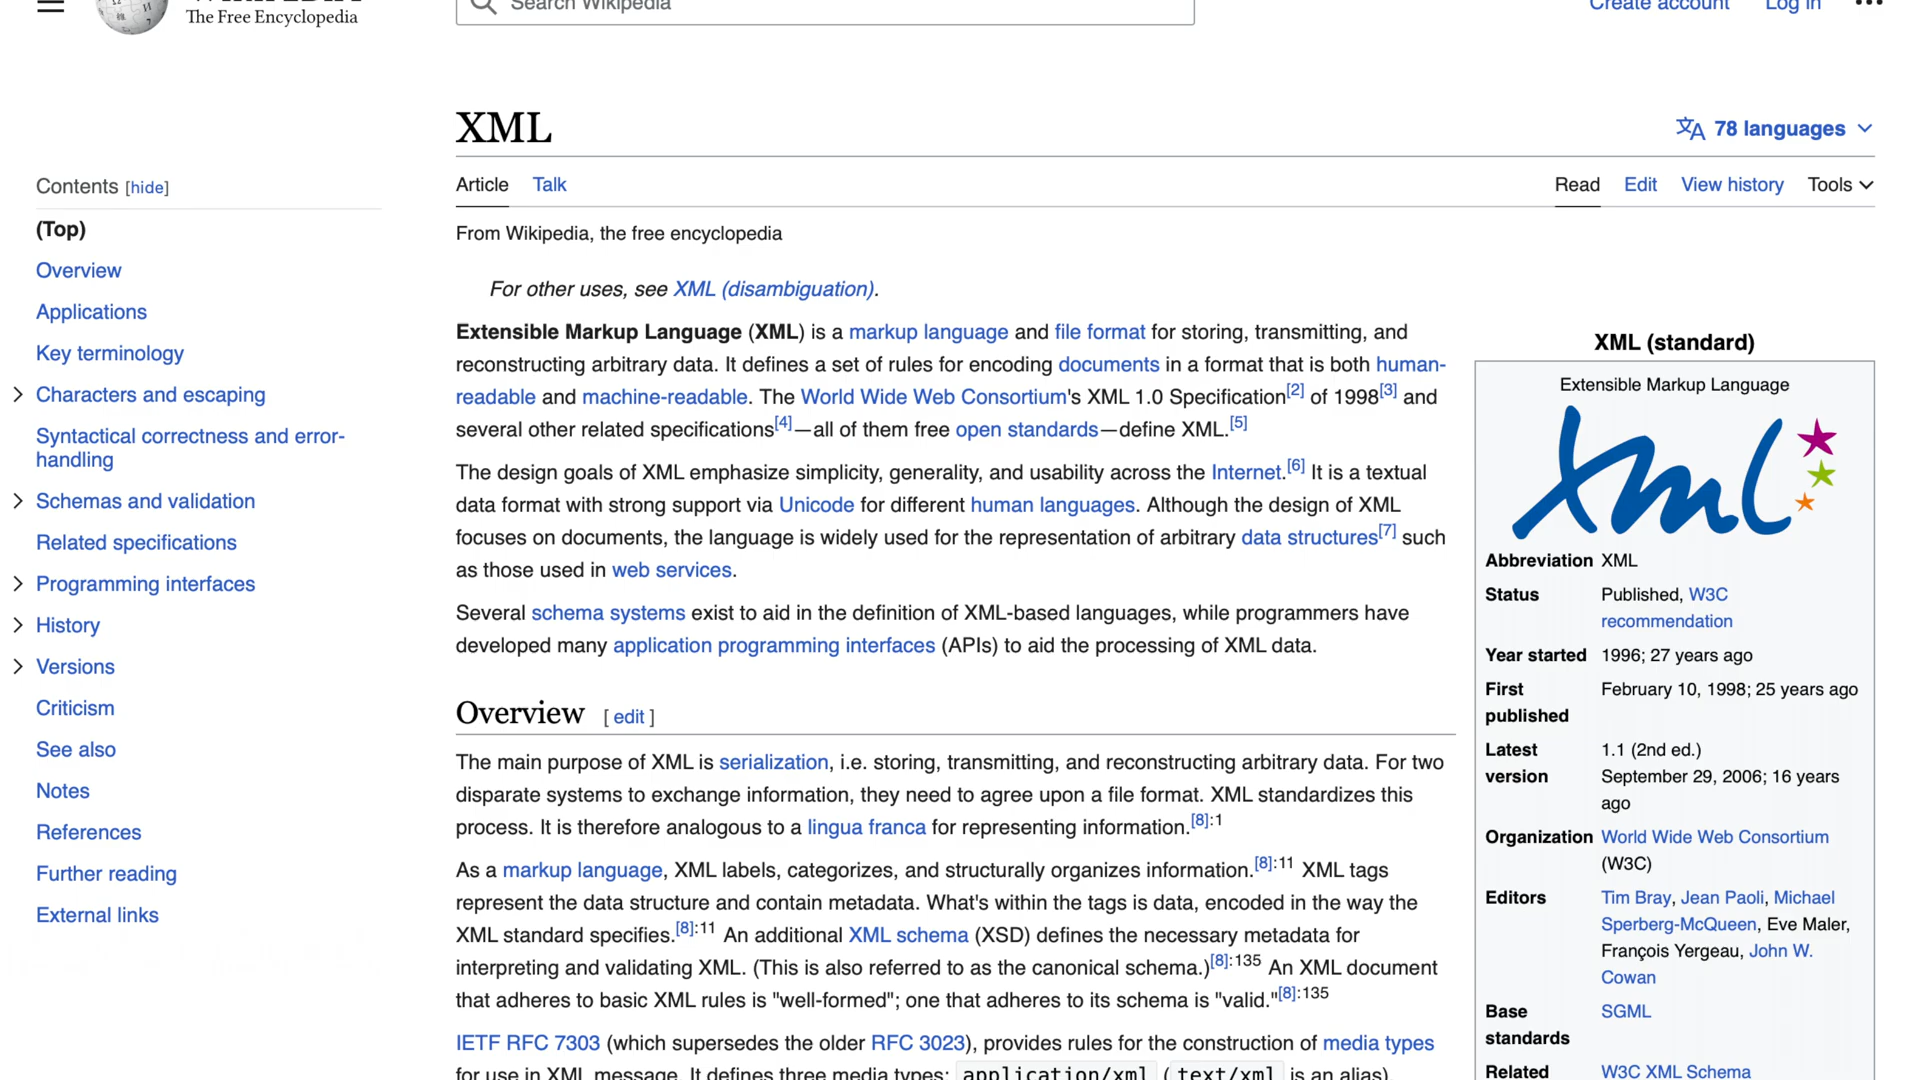 The Free Encyclopedia
Search Wikipedia
Create account
Log in
XML
78 languages
Article
Talk
Read
Edit
View history
Tools
Contents [hide]
(Top)
Overview
Applications
Key terminology
Characters and escaping
Syntactical correctness and error-
handling
Schemas and validation
Related specifications
Programming interfaces
History
Versions
Criticism
See also
Notes
References
Further reading
External links
From Wikipedia, the free encyclopedia
For other uses, see XML (disambiguation).
Extensible Markup Language (XML) is a markup language and file format for storing, transmitting, and
reconstructing arbitrary data. It defines a set of rules for encoding documents in a format that is both human-
readable and machine-readable. The World Wide Web Consortium's XML 1.0 Specification[2] of 1998[3] and
several other related specifications[4]—all of them free open standards—define XML.[5]
The design goals of XML emphasize simplicity, generality, and usability across the Internet.[6] It is a textual
data format with strong support via Unicode for different human languages. Although the design of XML
focuses on documents, the language is widely used for the representation of arbitrary data structures[7] such
as those used in web services.
Several schema systems exist to aid in the definition of XML-based languages, while programmers have
developed many application programming interfaces (APIs) to aid the processing of XML data.
Overview [ edit ]
The main purpose of XML is serialization, i.e. storing, transmitting, and reconstructing arbitrary data. For two
disparate systems to exchange information, they need to agree upon a file format. XML standardizes this
process. It is therefore analogous to a lingua franca for representing information.[8]:1
As a markup language, XML labels, categorizes, and structurally organizes information.[8]:11 XML tags
represent the data structure and contain metadata. What's within the tags is data, encoded in the way the
XML standard specifies.[8]:11 An additional XML schema (XSD) defines the necessary metadata for
interpreting and validating XML. (This is also referred to as the canonical schema.)[8]:135 An XML document
that adheres to basic XML rules is "well-formed"; one that adheres to its schema is "valid."[8]:135
IETF RFC 7303 (which supersedes the older RFC 3023), provides rules for the construction of media types
for use in XML message. It defines three media types: application/xml ( text/xml is an alias),
XML (standard)
Extensible Markup Language
Xml
Abbreviation XML
Status Published, W3C
recommendation
Year started 1996; 27 years ago
First February 10, 1998; 25 years ago
published
Latest 1.1 (2nd ed.)
version September 29, 2006; 16 years
ago
Organization World Wide Web Consortium
(W3C)
Editors Tim Bray, Jean Paoli, Michael
Sperberg-McQueen, Eve Maler,
François Yergeau, John W.
Cowan
Base SGML
standards
Related W3C XML Schema